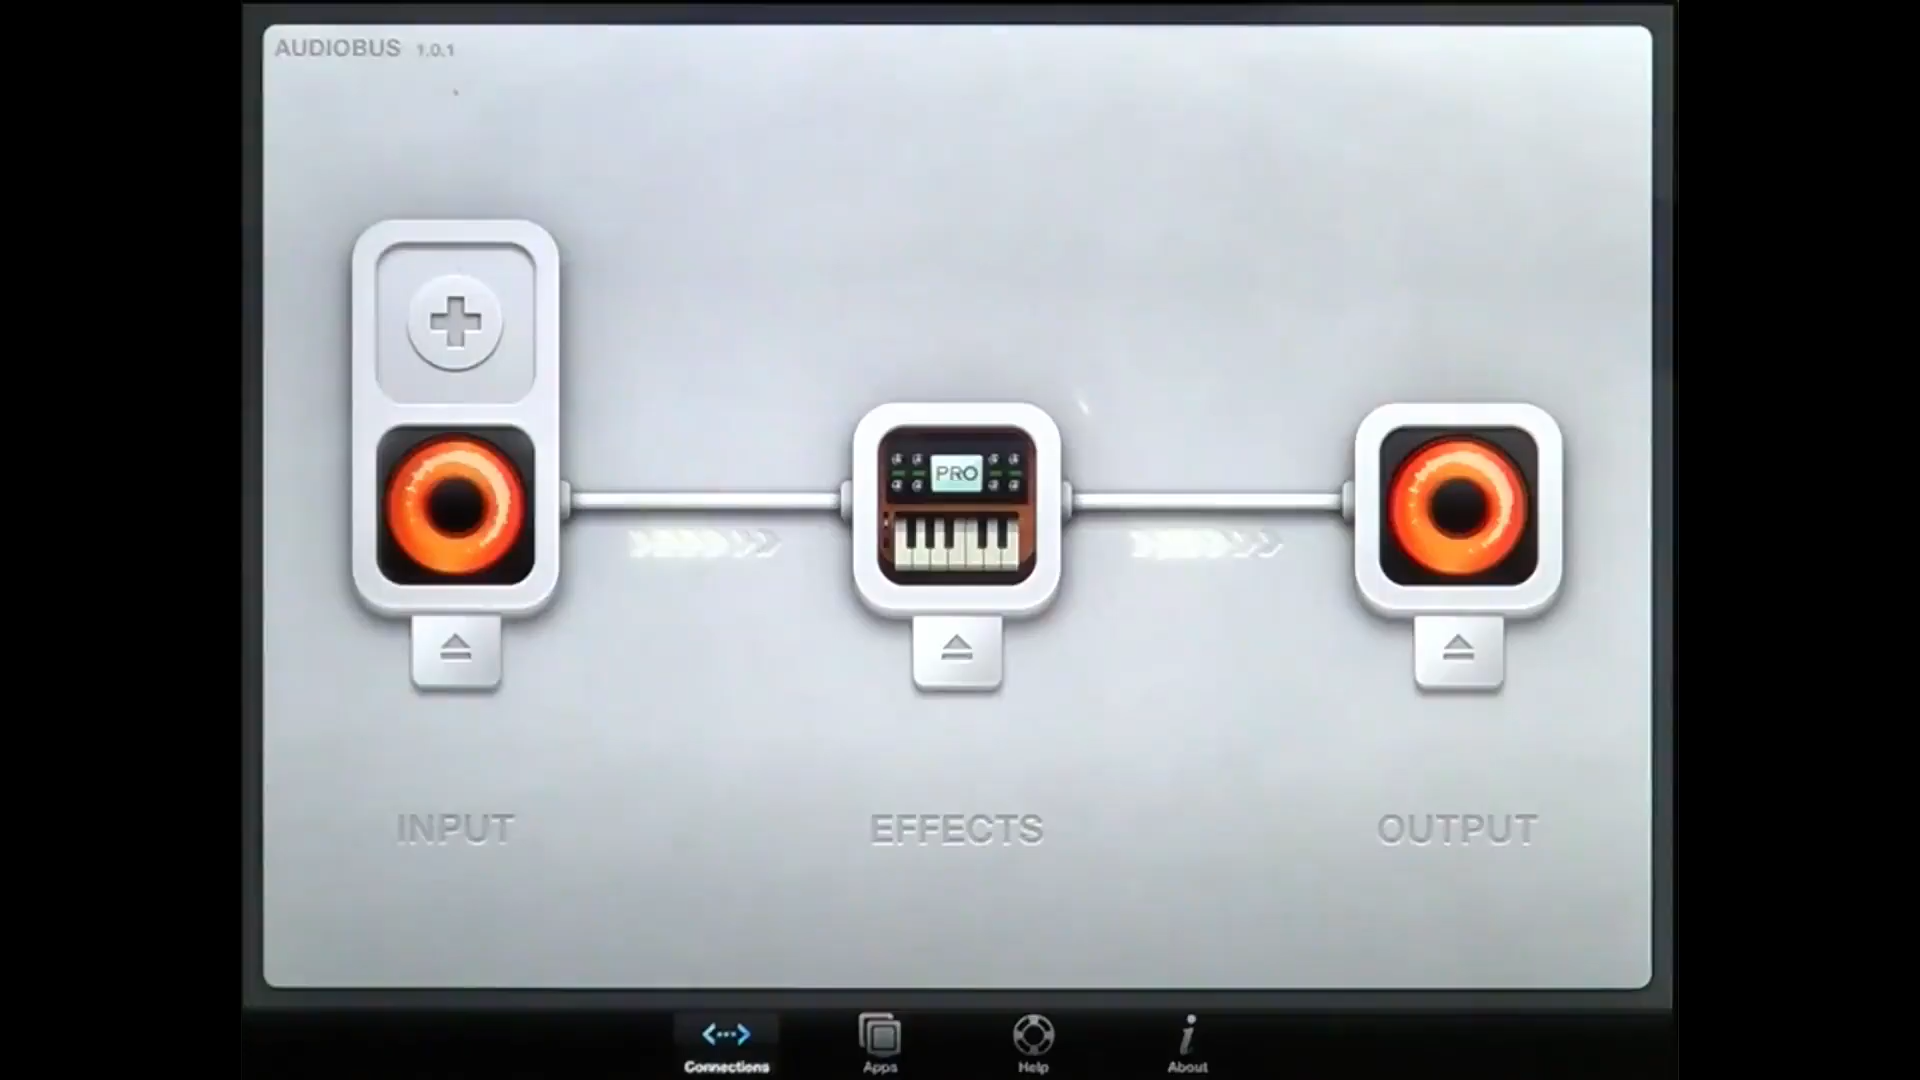 AUDIOBUS 1.0.1
PRO
INPUT
EFFECTS
OUTPUT
Connections
Apps
Help
About